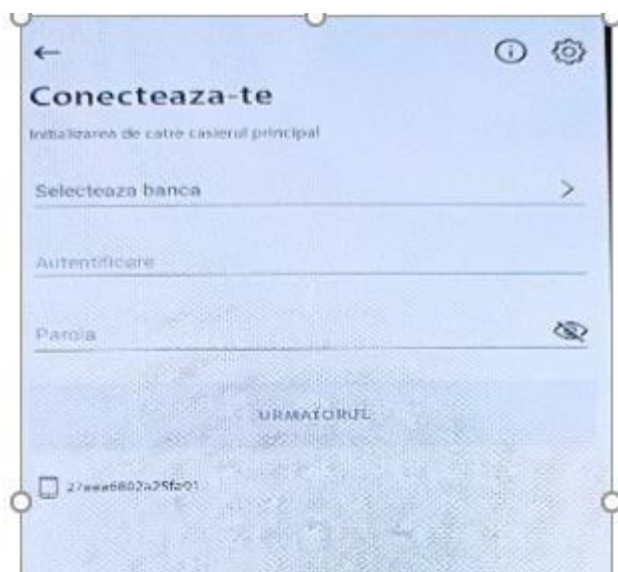 Conecteaza-te
Initializarea de catre casierul principal
Selecteaza banca
Autentificare
Parola
URMATORUL